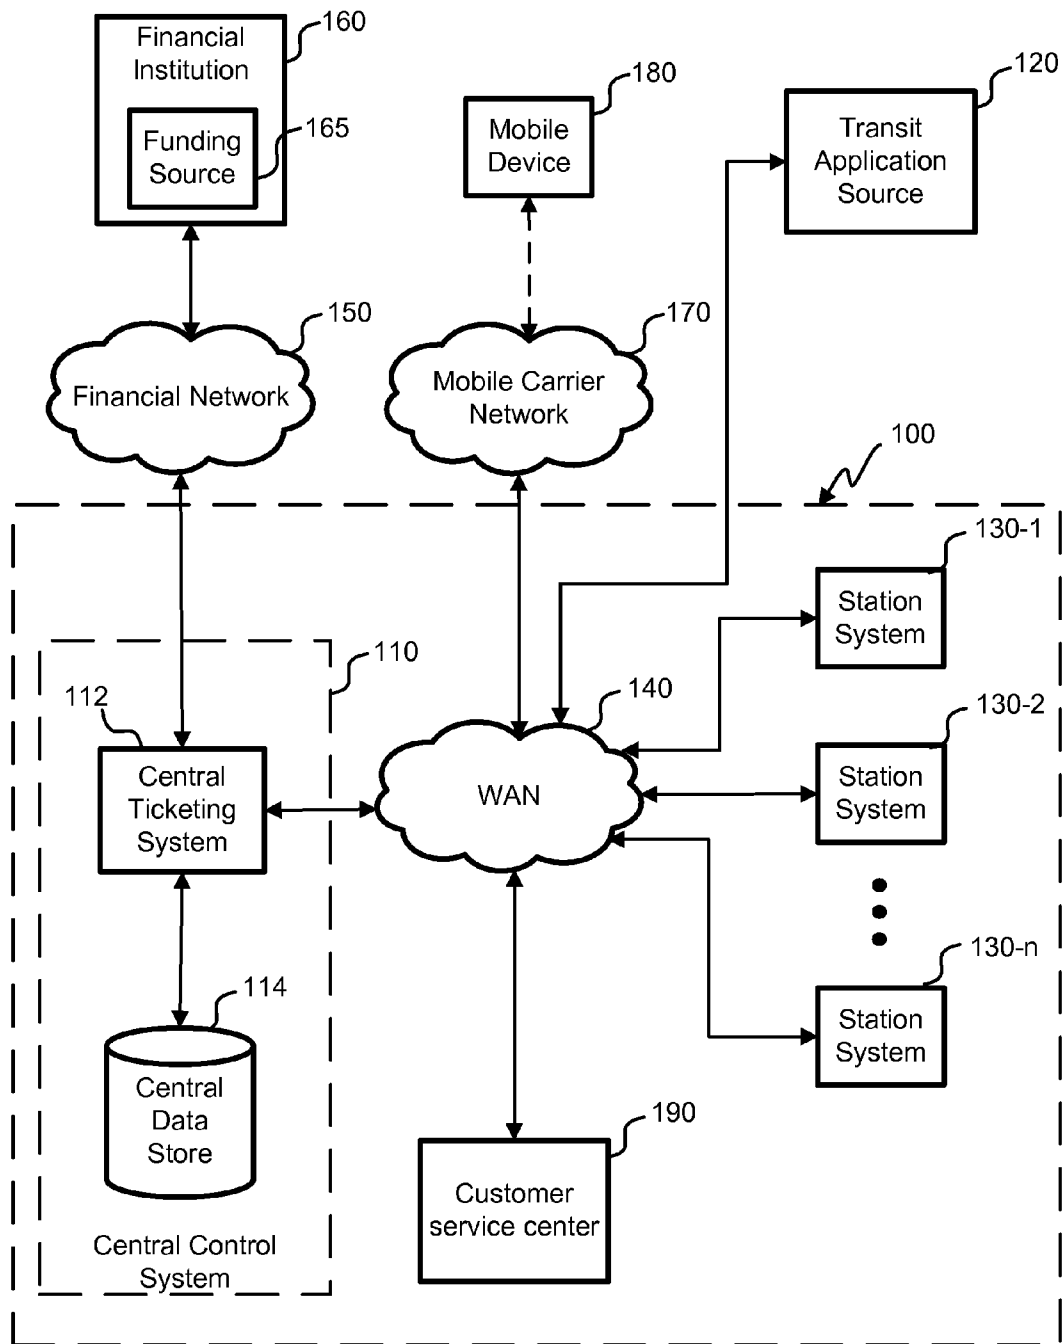 160
Financial
Institution
165
Funding
Source
180
Mobile
Device
120
Transit
Application
Source
150
Financial Network
170
Mobile Carrier
Network
100
130-1
Station
System
110
112
Central
Ticketing
System
140
WAN
130-2
Station
System
130-n
Station
System
114
Central
Data
Store
Central Control
System
190
Customer
service center